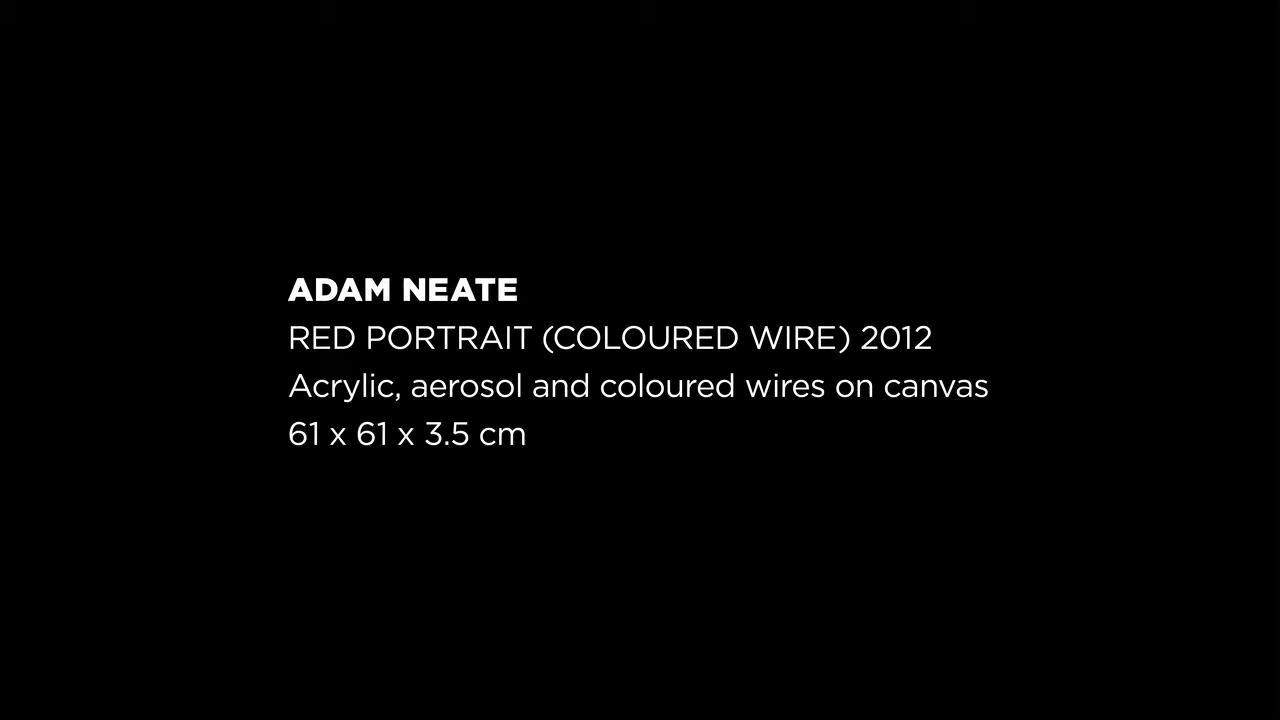 ADAM NEATE
RED PORTRAIT (COLOURED WIRE) 2012
Acrylic, aerosol and coloured wires on canvas
61 x 61 x 3.5 cm